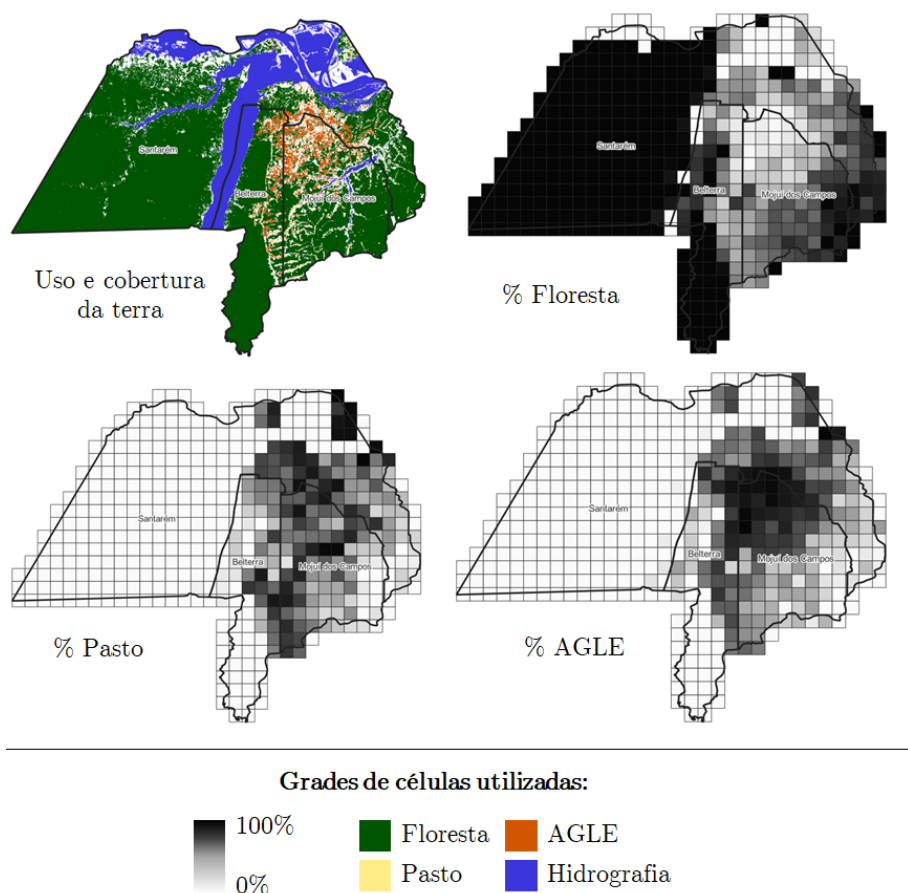 Santarém
Belterra
Mojuí dos Campos
Uso e cobertura
da terra
Santarém
Belterra
Mojuí dos Campos
% Floresta
Santarém
Belterra
Mojuí dos Campos
% Pasto
Santarém
Belterra
Mojuí dos Campos
% AGLE
Grades de células utilizadas:
100%
0%
Floresta
AGLE
Pasto
Hidrografia